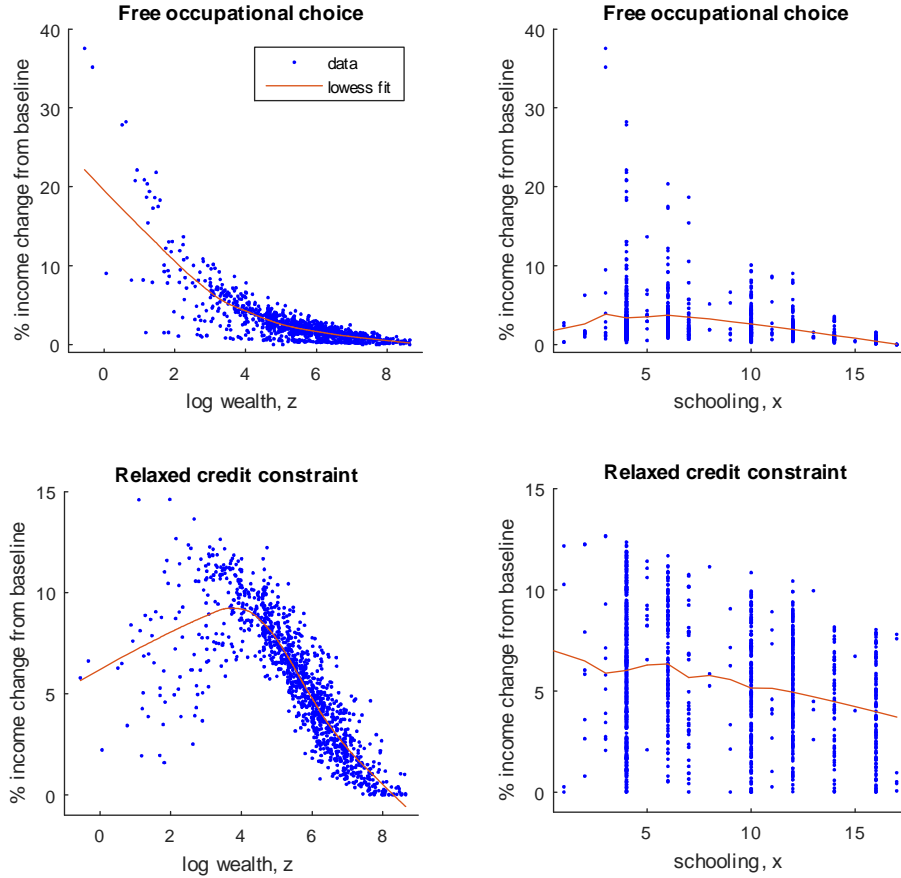 Free occupational choice
40
30
20
10
0
% income change from baseline
data
lowess fit
0 2 4 6 8
log wealth, z
Free occupational choice
40
30
20
10
0
% income change from baseline
5 10 15
schooling, x
Relaxed credit constraint
15
10
5
0
% income change from baseline
0 2 4 6 8
log wealth, z
Relaxed credit constraint
15
10
5
0
% income change from baseline
5 10 15
schooling, x